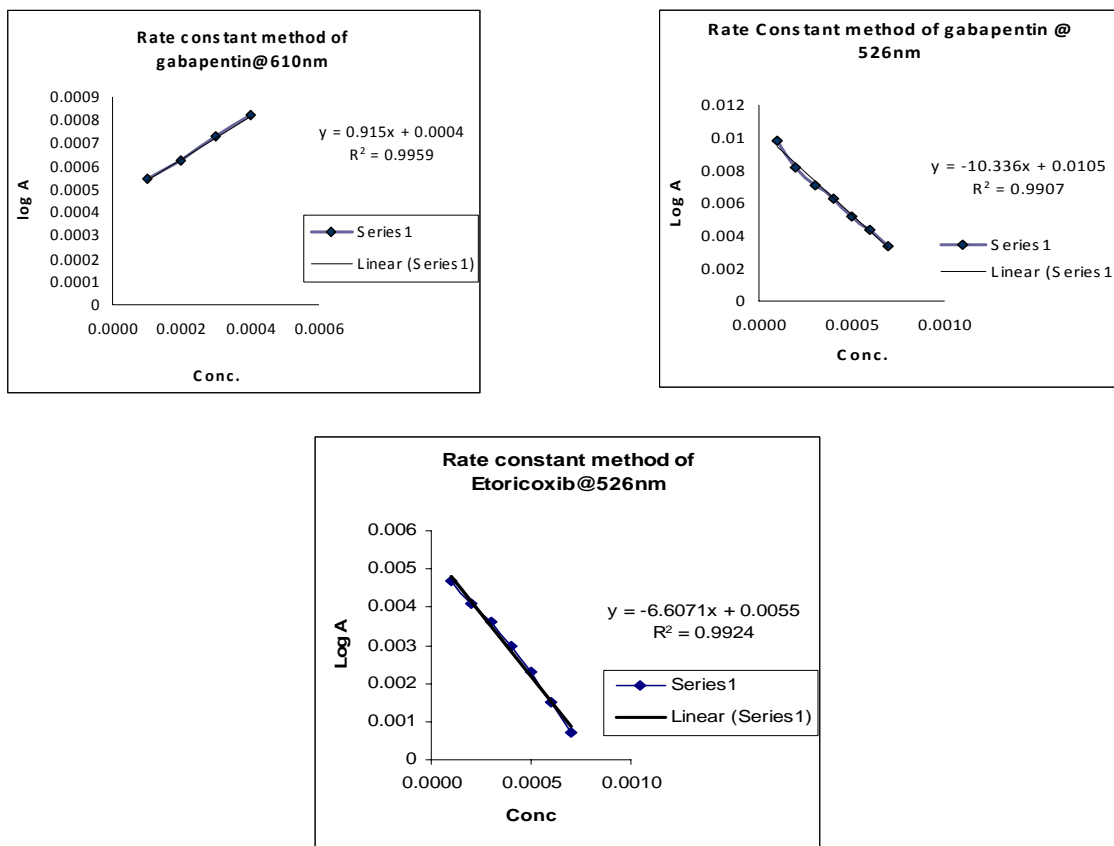 Rate constant method of
gabapentin@610nm
0.0009
0.0008
0.0007
0.0006
0.0005
0.0004
0.0003
0.0002
0.0001
0
log A
y = 0.915x + 0.0004
R² = 0.9959
Series1
Linear (Series1)
0.0000 0.0002 0.0004 0.0006
Conc.
Rate Constant method of gabapentin @
526nm
0.012
0.01
0.008
0.006
0.004
0.002
0
Log A
y = -10.336x + 0.0105
R² = 0.9907
Series1
Linear (Series1
0.0000 0.0005 0.0010
Conc.
Rate constant method of
Etoricoxib@526nm
0.006
0.005
0.004
0.003
0.002
0.001
0
Log A
y = -6.6071x + 0.0055
R² = 0.9924
Series1
Linear (Series1)
0.0000 0.0005 0.0010
Conc